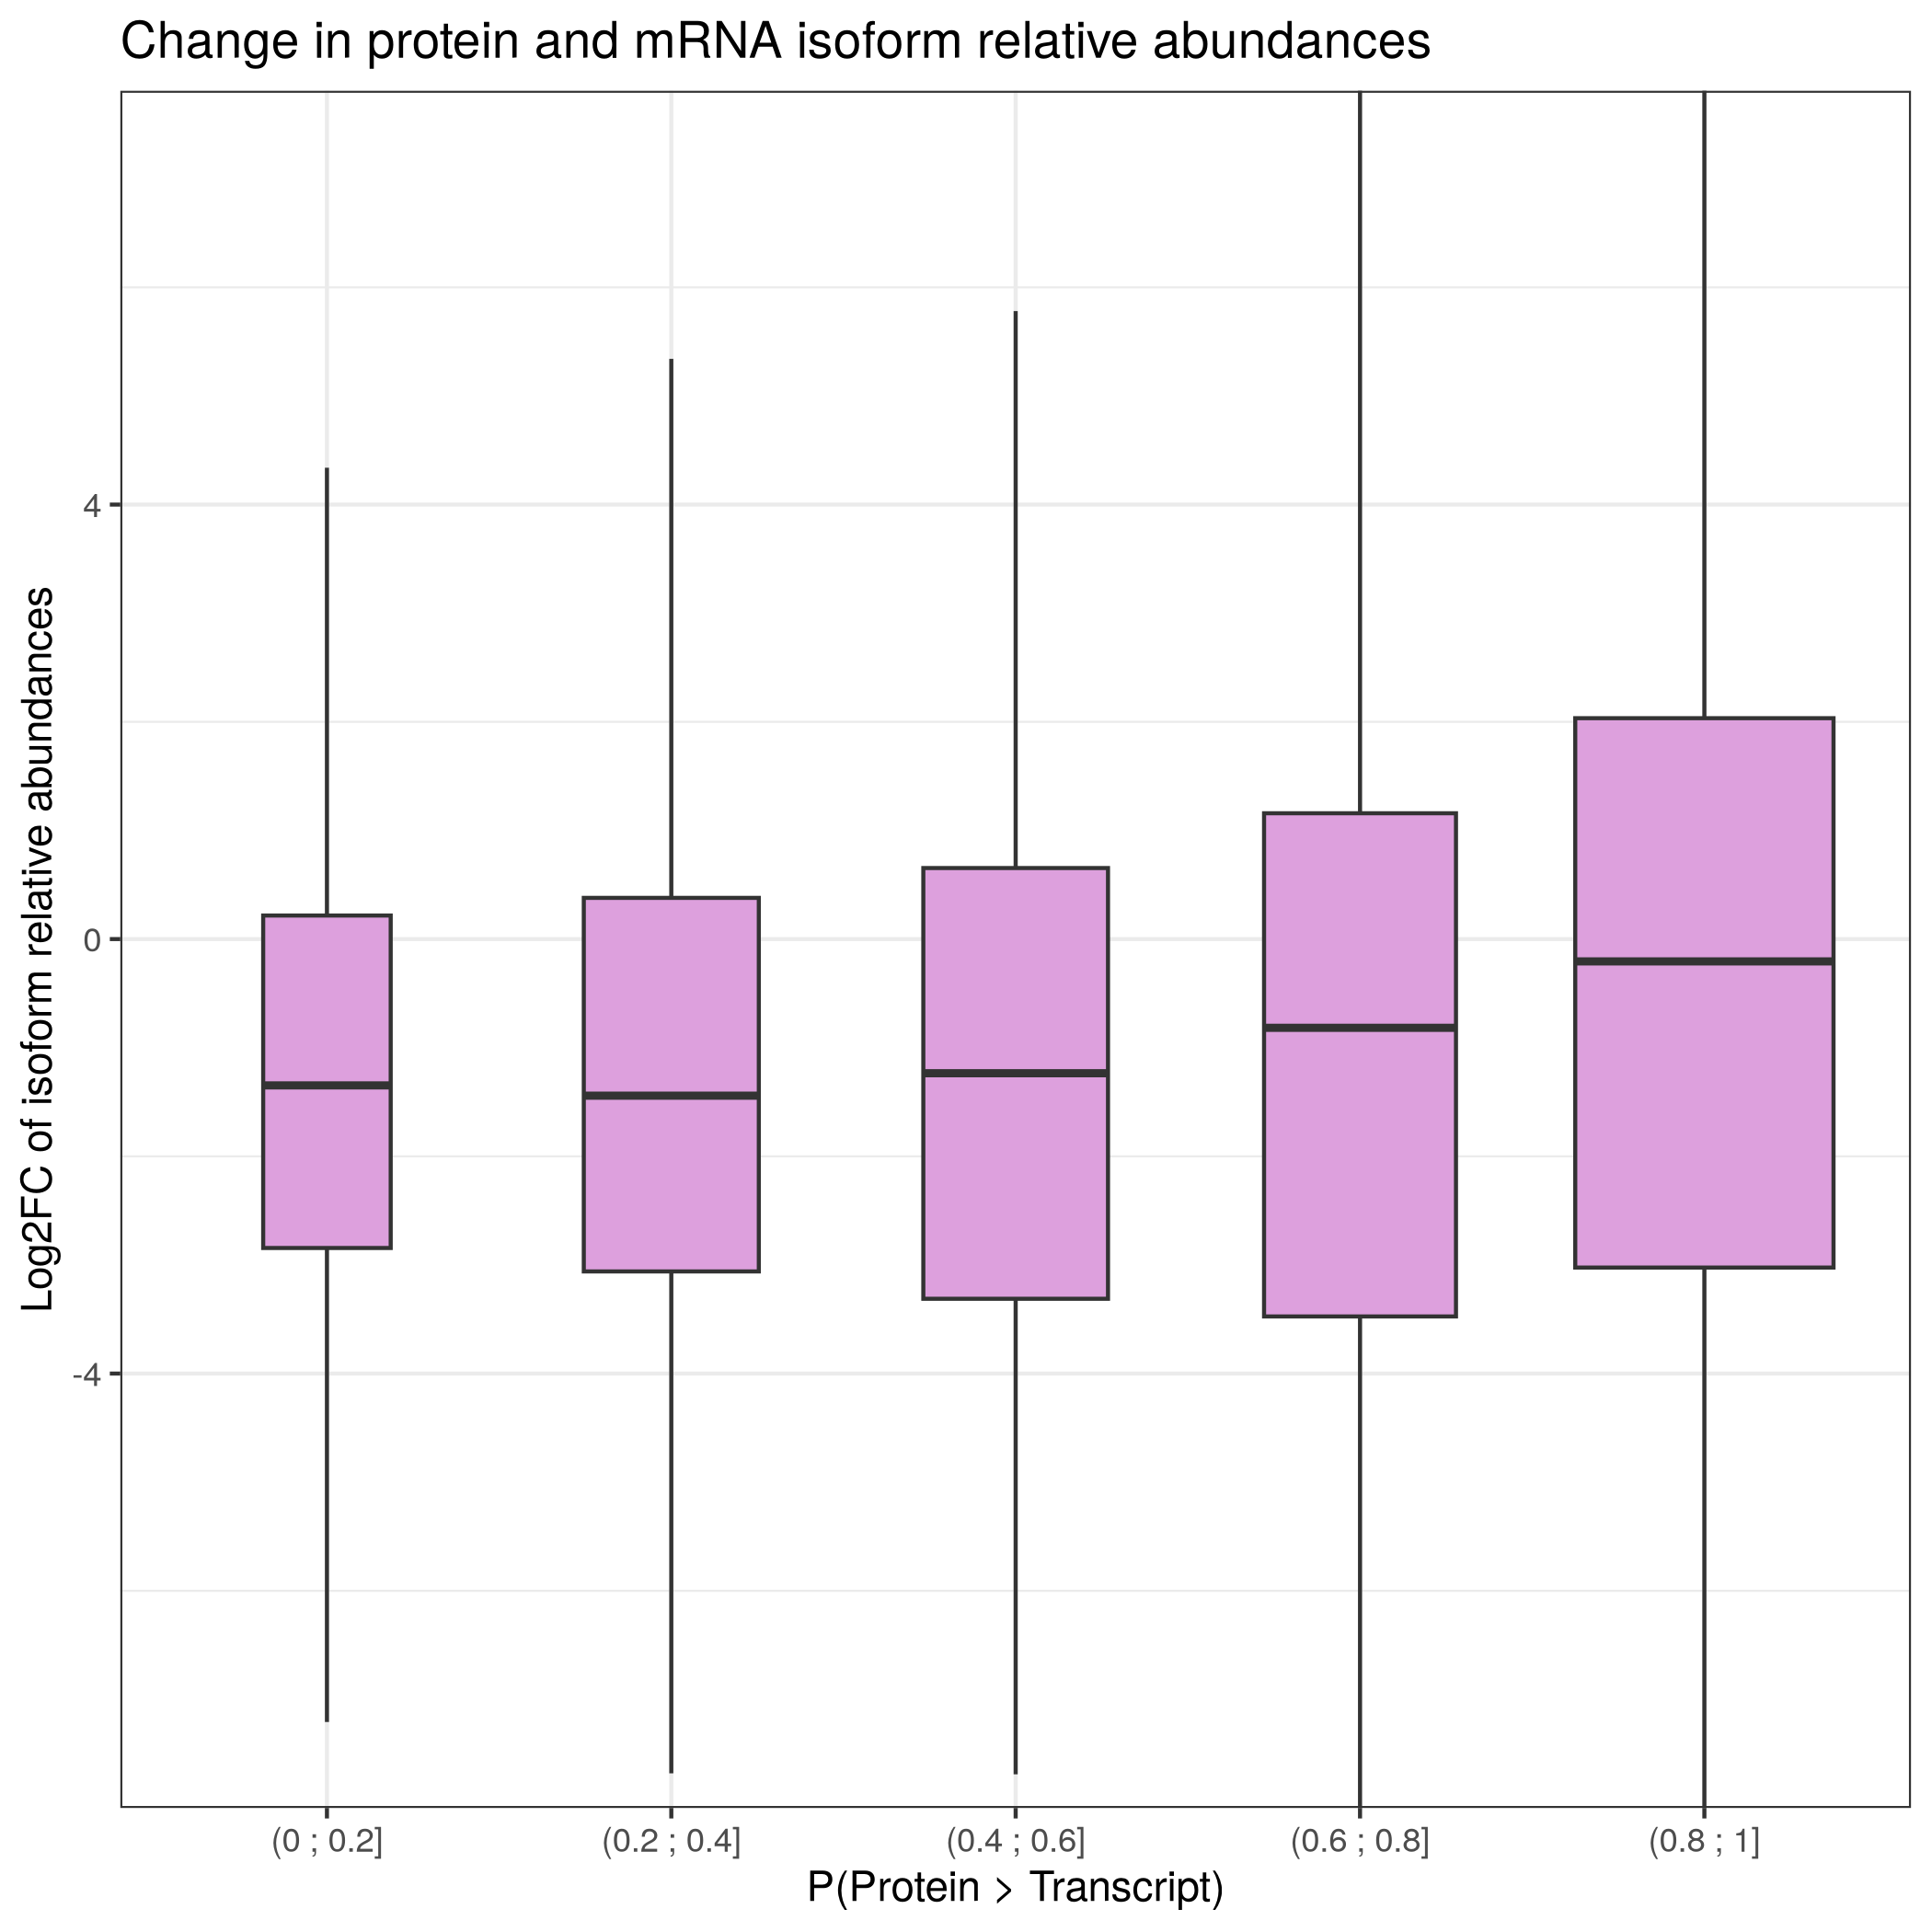 Change in protein and mRNA isoform relative abundances
Log2FC of isoform relative abundances
4
0
-4
(0 ; 0.2]
(0.2 ; 0.4]
(0.4 ; 0.6]
(0.6 ; 0.8]
(0.8 ; 1]
P(Protein > Transcript)